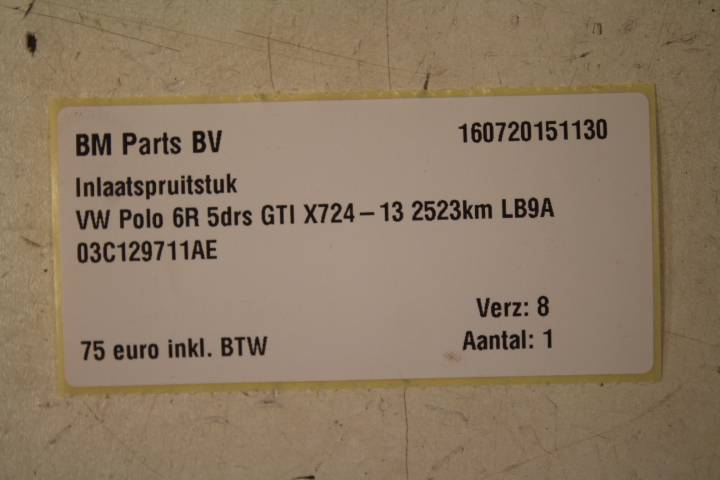 BM Parts BV 160720151130
Inlaatspruitstuk
VW Polo 6R 5drs GTI X724-13 2523km LB9A
03C129711AE
Verz: 8
75 euro inkl. BTW Aantal: 1